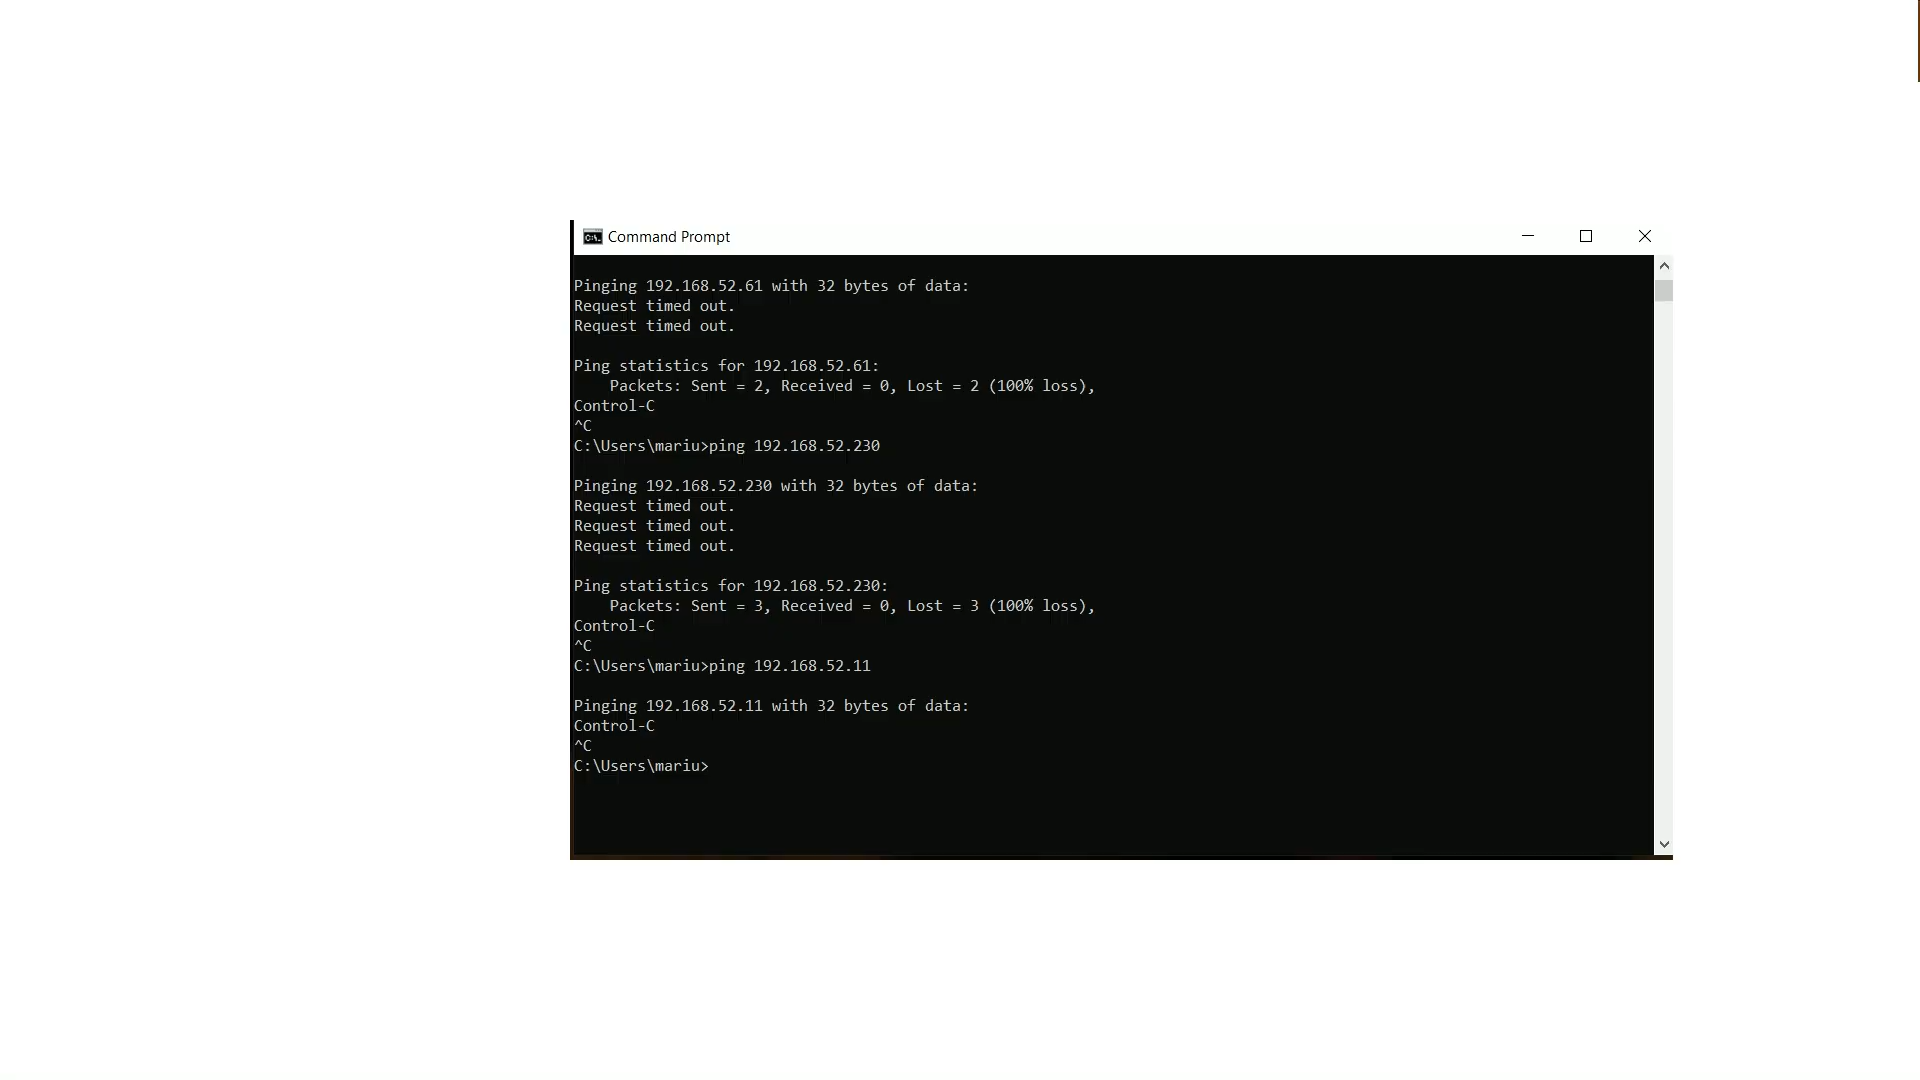 Command Prompt
Pinging 192.168.52.61 with 32 bytes of data:
Request timed out.
Request timed out.
Ping statistics for 192.168.52.61:
    Packets: Sent = 2, Received = 0, Lost = 2 (100% loss),
Control-C
^C
C:\Users\mariu>ping 192.168.52.230
Pinging 192.168.52.230 with 32 bytes of data:
Request timed out.
Request timed out.
Request timed out.
Ping statistics for 192.168.52.230:
    Packets: Sent = 3, Received = 0, Lost = 3 (100% loss),
Control-C
^C
C:\Users\mariu>ping 192.168.52.11
Pinging 192.168.52.11 with 32 bytes of data:
Control-C
^C
C:\Users\mariu>